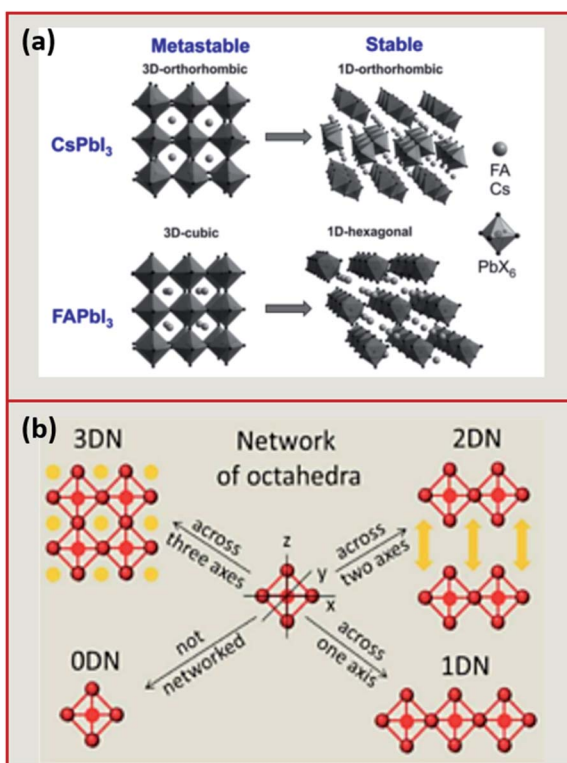 (a)
Metastable
Stable
3D-orthorhombic
1D-orthorhombic
CsPbI₃
FA
Cs
PbX₆
3D-cubic
1D-hexagonal
FAPbI₃
(b)
3DN
Network
of octahedra
2DN
across
three axes
z
y
x
across
two axes
0DN
not
networked
across
one axis
1DN